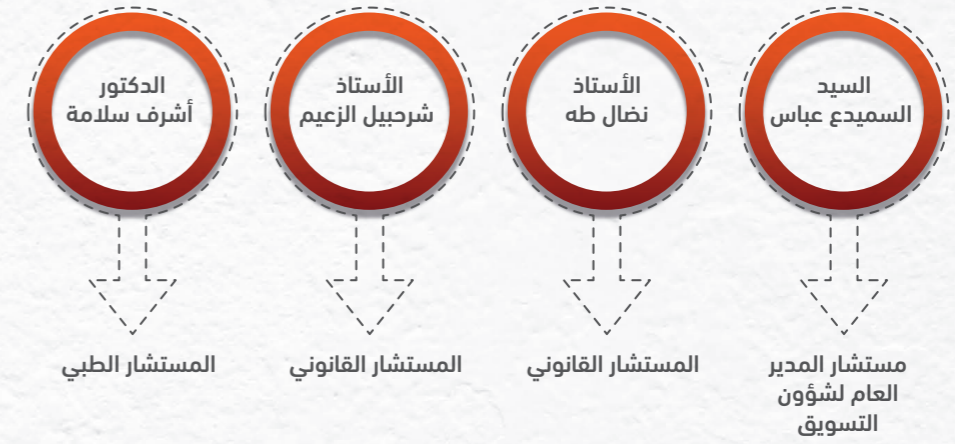 السيد
السميدع عباس
الأستاذ
نضال طه
الأستاذ
شرحبيل الزعيم
الدكتور
أشرف سلامة
مستشار المدير
العام لشؤون
التسويق
المستشار القانوني
المستشار القانوني
المستشار الطبي